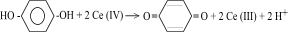 HO - -OH + 2 Ce (IV) → O= =O + 2 Ce (III) + 2 H⁺